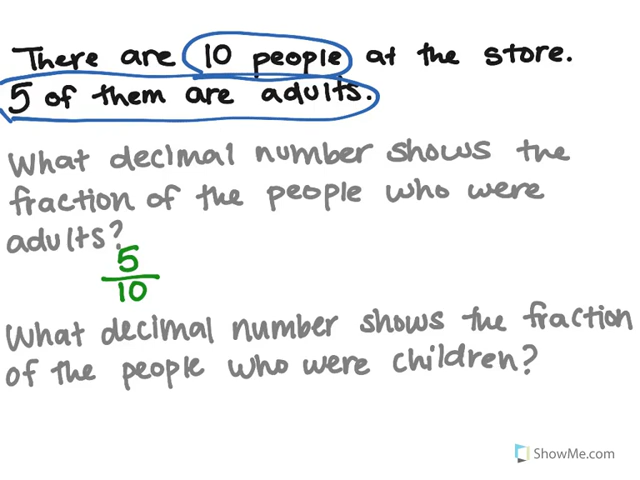 There are 10 people at the store.
5 of them are adults.
What decimal number shows the
fraction of the people who were
adults?
5
10
What decimal number shows the fraction
of the people who were children?
ShowMe.com